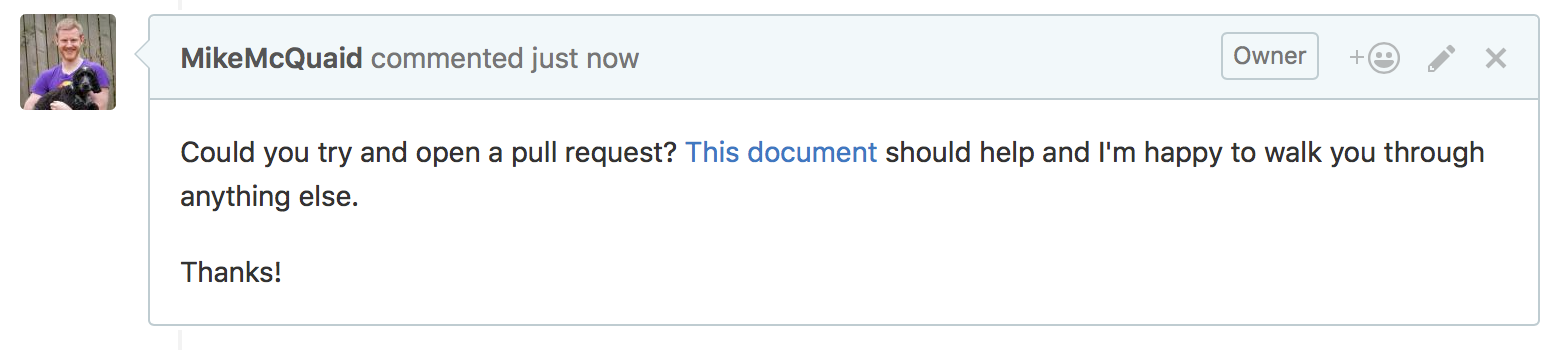 MikeMcQuaid commented just now
Owner
Could you try and open a pull request? This document should help and I'm happy to walk you through
anything else.
Thanks!